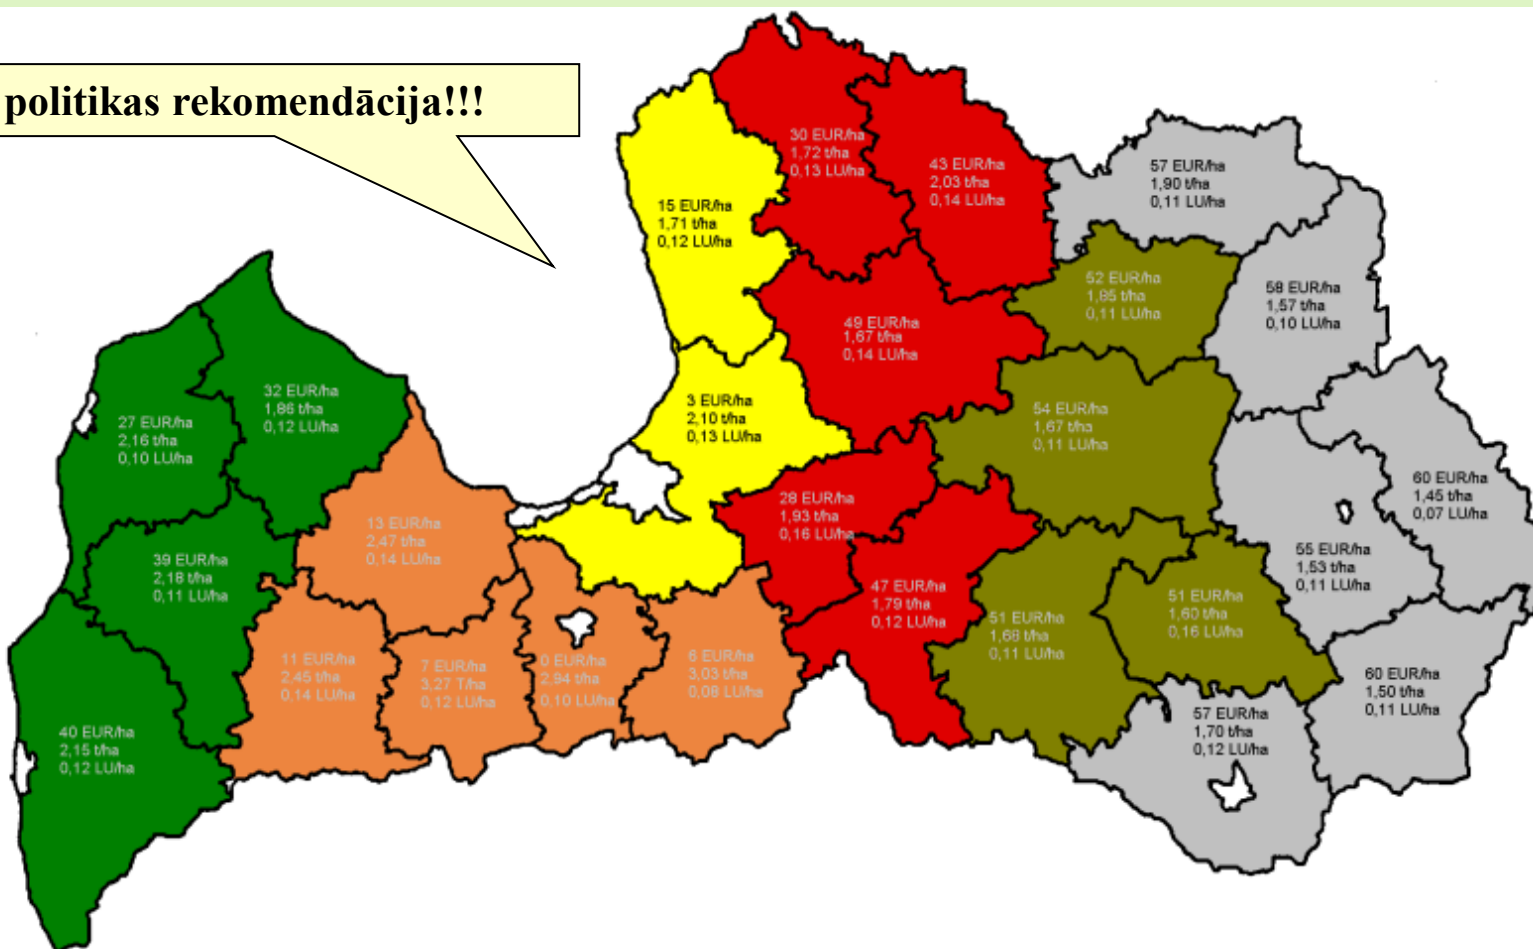 politikas rekomendācija!!!
30 EUR/ha
1,72 t/ha
0,13 LU/ha
43 EUR/ha
2,03 t/ha
0,14 LU/ha
57 EUR/ha
1,90 t/ha
0,11 LU/ha
15 EUR/ha
1,71 t/ha
0,12 LU/ha
52 EUR/ha
1,85 t/ha
0,11 LU/ha
58 EUR/ha
1,57 t/ha
0,10 LU/ha
49 EUR/ha
1,67 t/ha
0,14 LU/ha
32 EUR/ha
1,86 t/ha
0,12 LU/ha
27 EUR/ha
2,16 t/ha
0,10 LU/ha
3 EUR/ha
2,10 t/ha
0,13 LU/ha
54 EUR/ha
1,67 t/ha
0,11 LU/ha
60 EUR/ha
1,45 t/ha
0,07 LU/ha
28 EUR/ha
1,93 t/ha
0,16 LU/ha
13 EUR/ha
2,47 t/ha
0,14 LU/ha
55 EUR/ha
1,53 t/ha
0,11 LU/ha
39 EUR/ha
2,18 t/ha
0,11 LU/ha
47 EUR/ha
1,79 t/ha
0,12 LU/ha
51 EUR/ha
1,60 t/ha
0,16 LU/ha
51 EUR/ha
1,68 t/ha
0,11 LU/ha
11 EUR/ha
2,45 t/ha
0,14 LU/ha
7 EUR/ha
3,27 T/ha
0,12 LU/ha
0 EUR/ha
2,94 t/ha
0,10 LU/ha
6 EUR/ha
3,03 t/ha
0,08 LU/ha
60 EUR/ha
1,50 t/ha
0,11 LU/ha
57 EUR/ha
1,70 t/ha
0,12 LU/ha
40 EUR/ha
2,15 t/ha
0,12 LU/ha